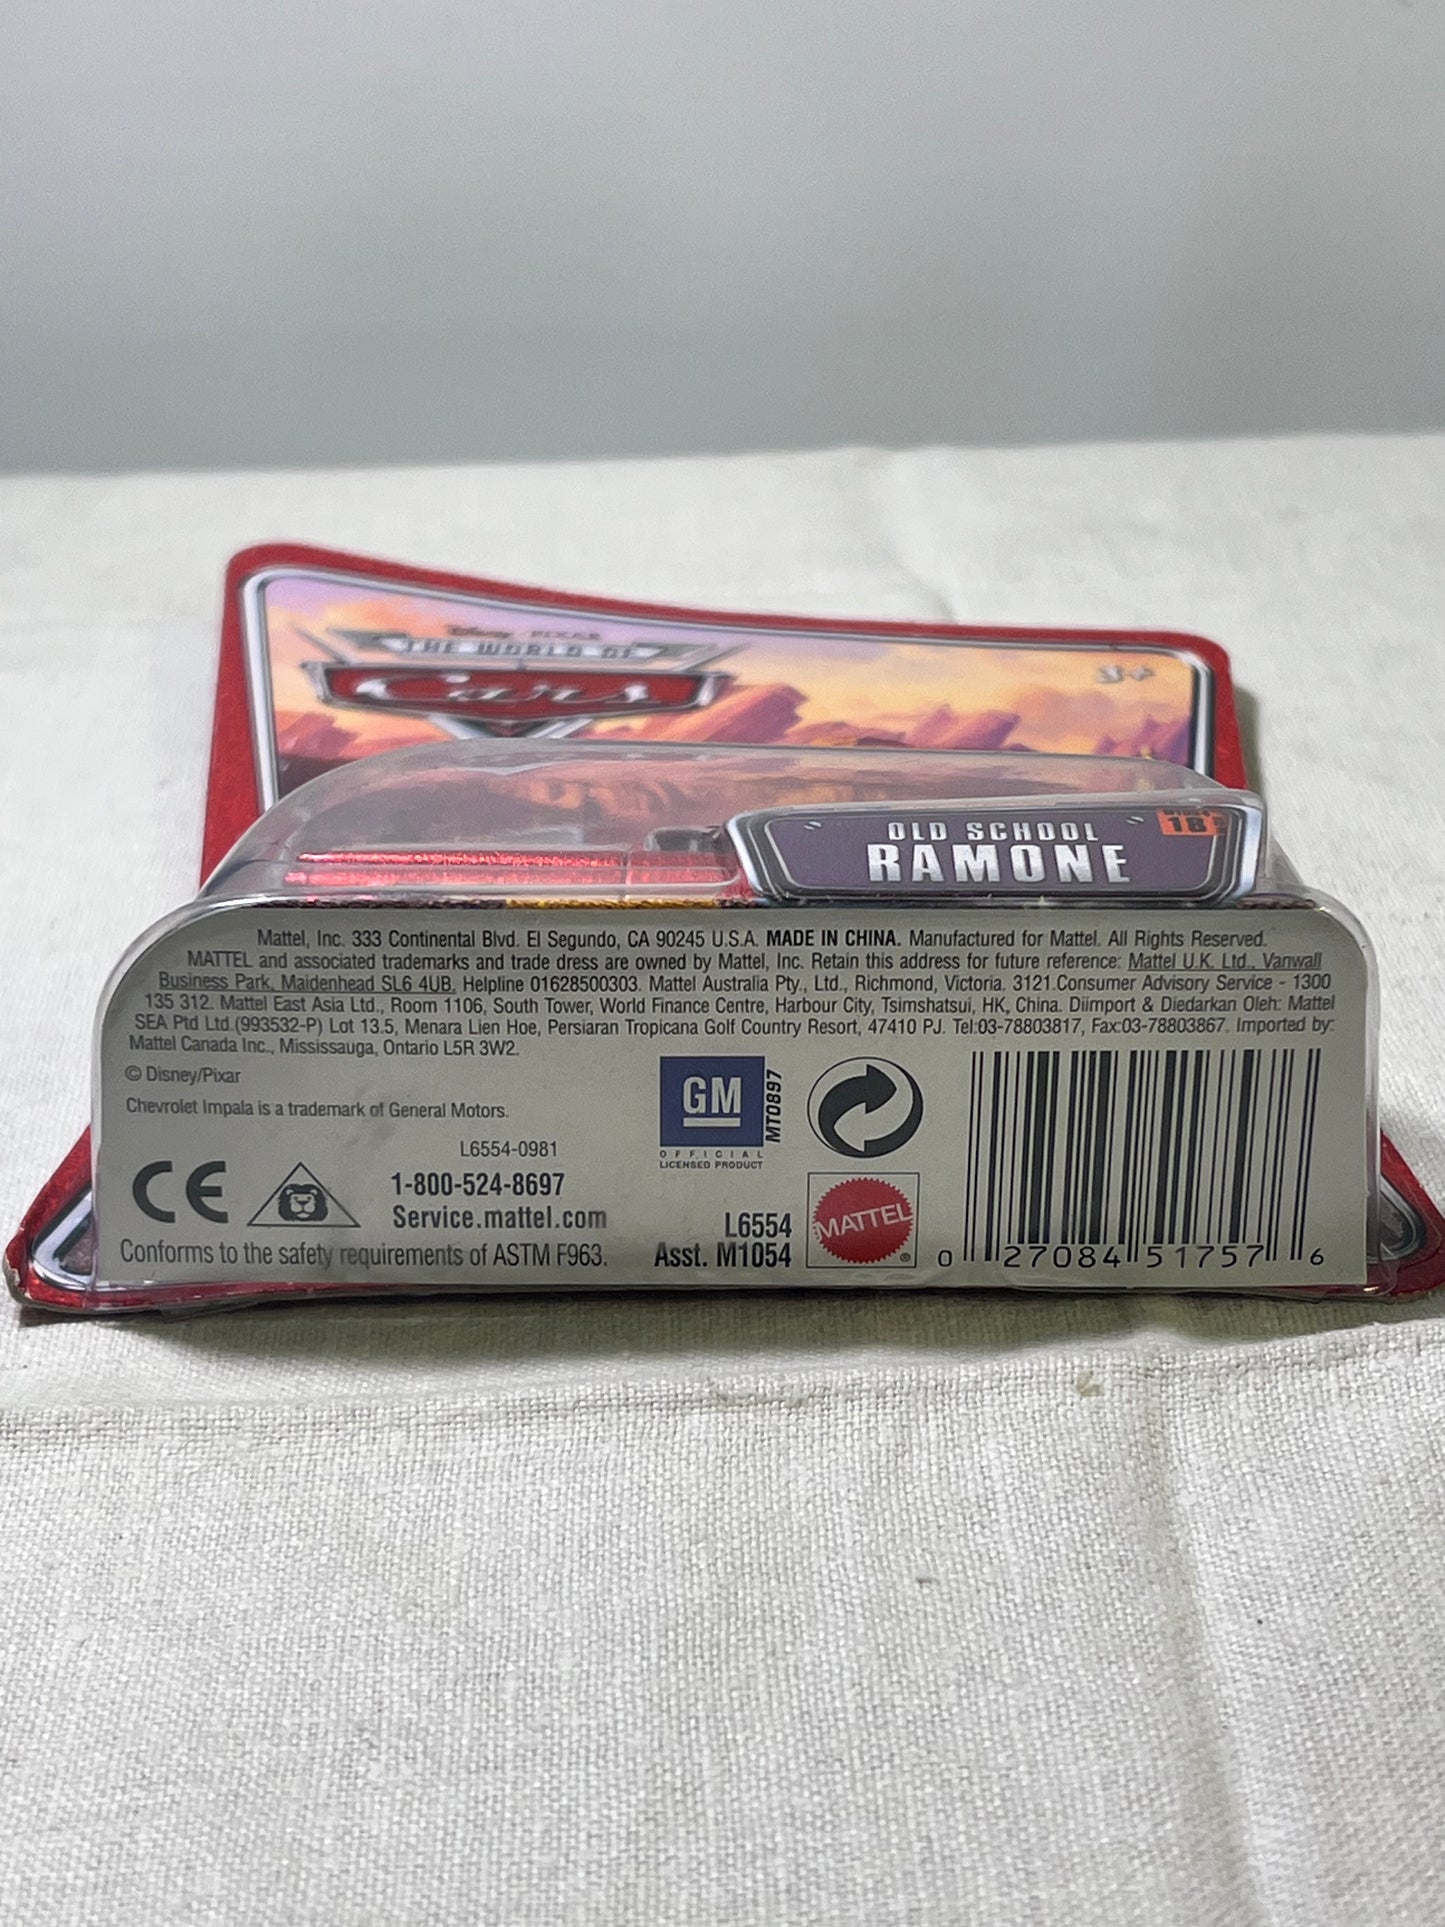 Disney · PIXAR
THE WORLD OF
Cars
3+
OLD SCHOOL
RAMONE
18
Mattel, Inc. 333 Continental Blvd. El Segundo, CA 90245 U.S.A. MADE IN CHINA. Manufactured for Mattel. All Rights Reserved.
MATTEL and associated trademarks and trade dress are owned by Mattel, Inc. Retain this address for future reference: Mattel U.K. Ltd., Vanwall
Business Park, Maidenhead SL6 4UB. Helpline 01628500303. Mattel Australia Pty., Ltd., Richmond, Victoria. 3121.Consumer Advisory Service - 1300
135 312. Mattel East Asia Ltd., Room 1106, South Tower, World Finance Centre, Harbour City, Tsimshatsui, HK, China. Diimport & Diedarkan Oleh: Mattel
SEA Ptd Ltd.(993532-P) Lot 13.5, Menara Lien Hoe, Persiaran Tropicana Golf Country Resort, 47410 PJ. Tel:03-78803817, Fax:03-78803867. Imported by:
Mattel Canada Inc., Mississauga, Ontario L5R 3W2.
© Disney/Pixar
Chevrolet Impala is a trademark of General Motors.
L6554-0981
CE
1-800-524-8697
Service.mattel.com
Conforms to the safety requirements of ASTM F963.
GM
MT0897
OFFICIAL
LICENSED PRODUCT
L6554
Asst. M1054
MATTEL®
0 27084 51757 6